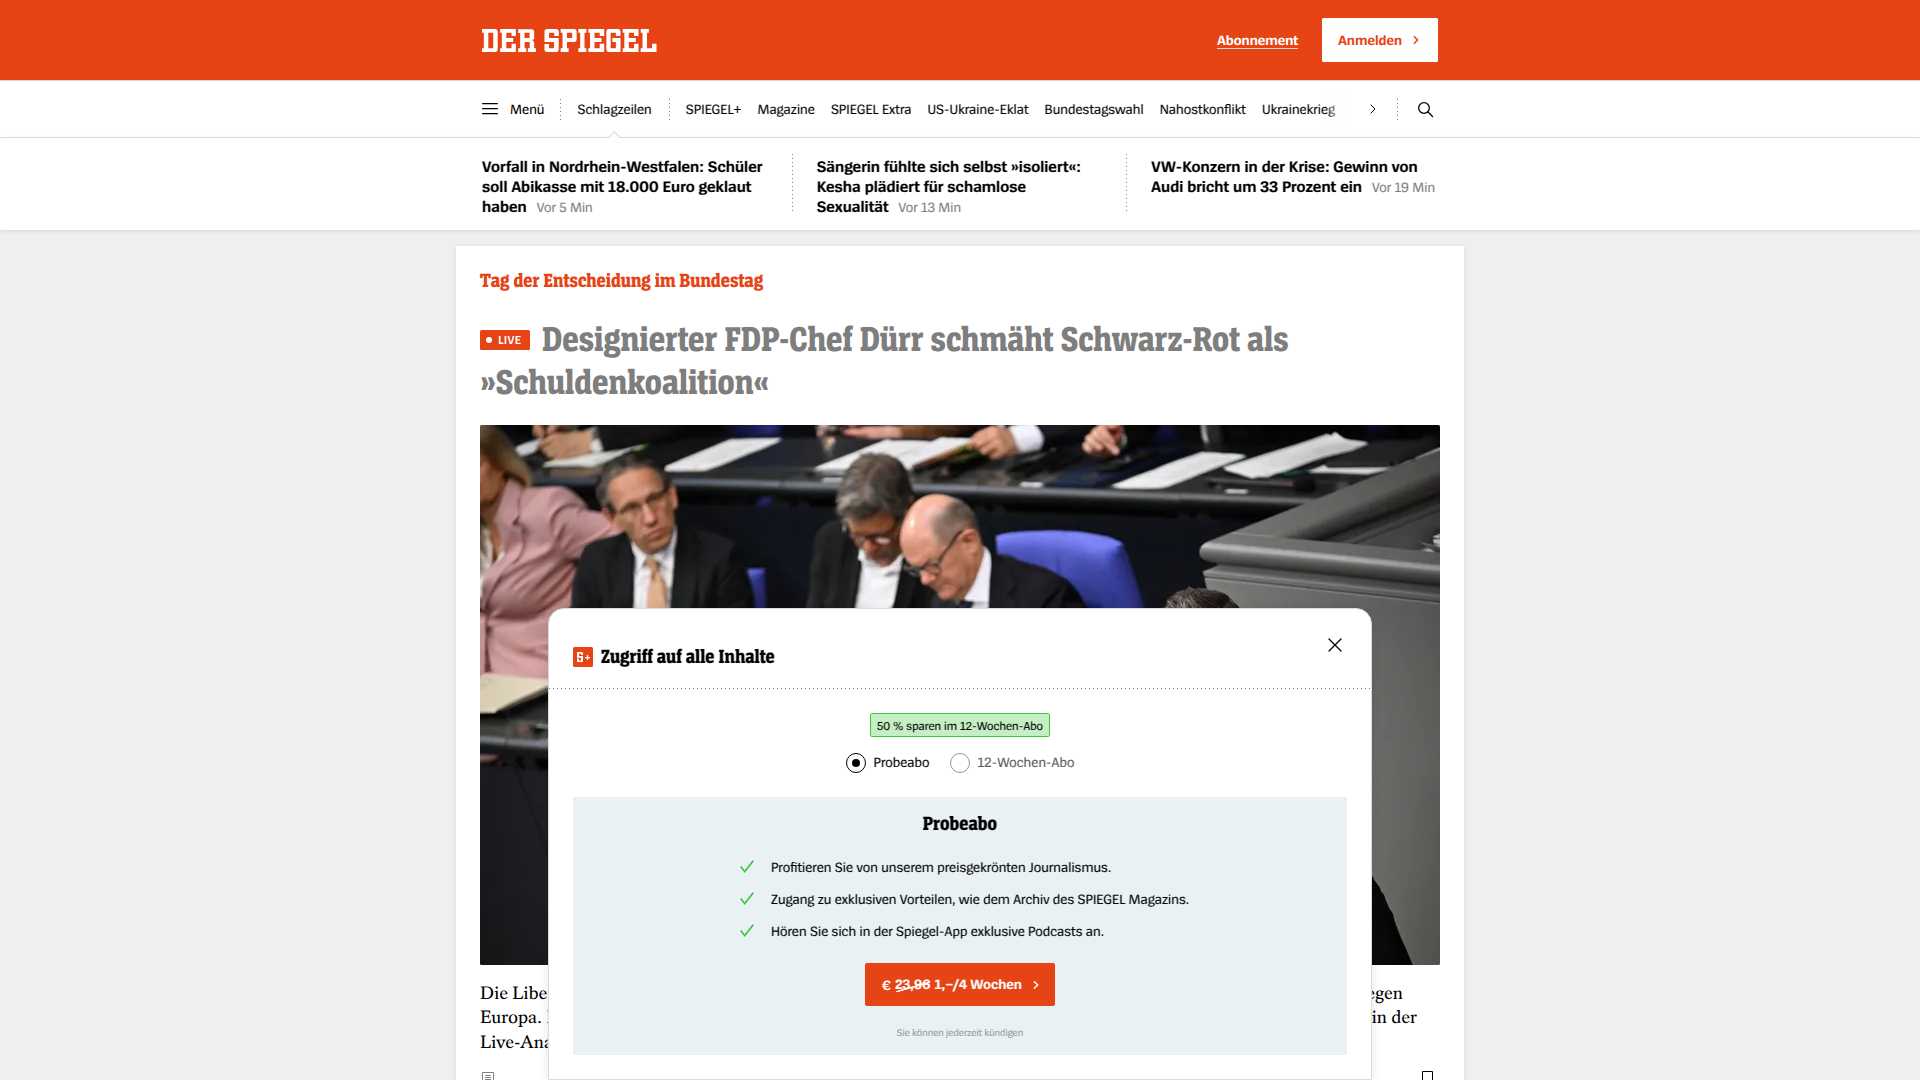 DER SPIEGEL
Abonnement
Anmelden
Menü
Schlagzeilen
SPIEGEL+
Magazine
SPIEGEL Extra
US-Ukraine-Eklat
Bundestagswahl
Nahostkonflikt
Ukrainekrieg
Vorfall in Nordrhein-Westfalen: Schüler
soll Abikasse mit 18.000 Euro geklaut
haben Vor 5 Min
Sängerin fühlte sich selbst »isoliert«:
Kesha plädiert für schamlose
Sexualität Vor 13 Min
VW-Konzern in der Krise: Gewinn von
Audi bricht um 33 Prozent ein Vor 19 Min
Tag der Entscheidung im Bundestag
LIVE Designierter FDP-Chef Dürr schmäht Schwarz-Rot als
»Schuldenkoalition«
S+ Zugriff auf alle Inhalte
50 % sparen im 12-Wochen-Abo
Probeabo
12-Wochen-Abo
Probeabo
Profitieren Sie von unserem preisgekrönten Journalismus.
Zugang zu exklusiven Vorteilen, wie dem Archiv des SPIEGEL Magazins.
Hören Sie sich in der Spiegel-App exklusive Podcasts an.
€ 23,96 1,–/4 Wochen
Sie können jederzeit kündigen
Die Libe
egen
Europa.
in der
Live-Ana